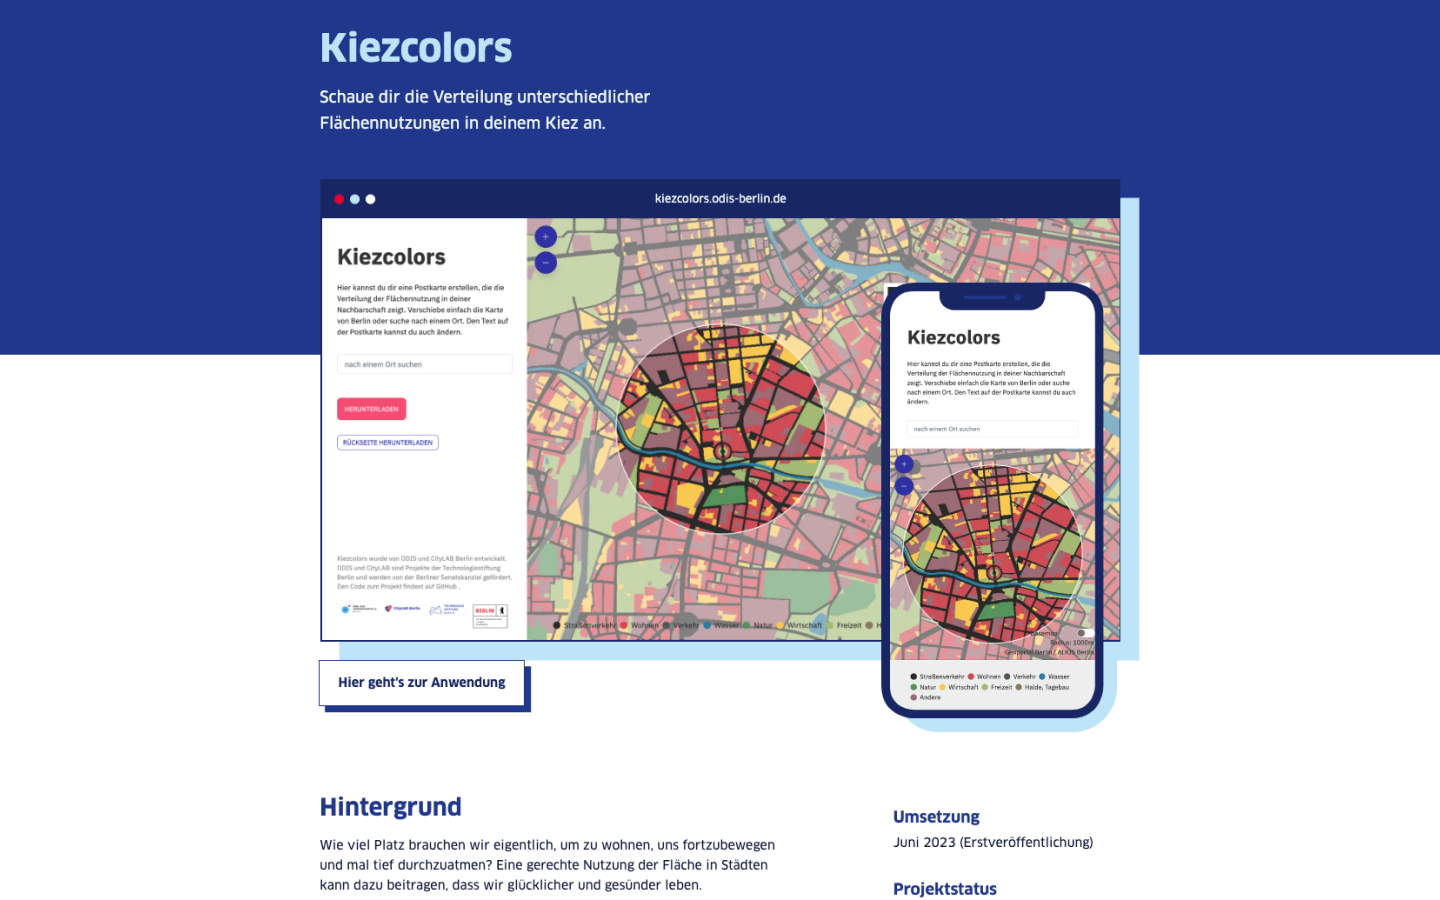 Kiezcolors
Schaue dir die Verteilung unterschiedlicher
Flächennutzungen in deinem Kiez an.
kiezcolors.odis-berlin.de
Kiezcolors
Hier kannst du dir eine Postkarte erstellen, die die
Verteilung der Flächennutzung in deiner
Nachbarschaft zeigt. Verschiebe einfach die Karte
von Berlin oder suche nach einem Ort. Den Text auf
der Postkarte kannst du auch ändern.
nach einem Ort suchen
HERUNTERLADEN
RÜCKSEITE HERUNTERLADEN
Kiezcolors wurde von ODIS und CityLAB Berlin entwickelt.
ODIS und CityLAB sind Projekte der Technologiestiftung
Berlin und werden von der Berliner Senatskanzlei gefördert.
Den Code zum Projekt findest auf GitHub .
CityLAB Berlin
BERLIN
+
−
Straßenverkehr Wohnen Verkehr Wasser Natur Wirtschaft Freizeit H
Kiezcolors
Hier kannst du dir eine Postkarte erstellen, die die
Verteilung der Flächennutzung in deiner Nachbarschaft
zeigt. Verschiebe einfach die Karte von Berlin oder suche
nach einem Ort. Den Text auf der Postkarte kannst du auch
ändern.
nach einem Ort suchen
+
−
Radius: 1000m
Geoportal Berlin / ALKIS Berlin
Straßenverkehr Wohnen Verkehr Wasser
Natur Wirtschaft Freizeit Halde, Tagebau
Andere
Hier geht's zur Anwendung
Hintergrund
Wie viel Platz brauchen wir eigentlich, um zu wohnen, uns fortzubewegen
und mal tief durchzuatmen? Eine gerechte Nutzung der Fläche in Städten
kann dazu beitragen, dass wir glücklicher und gesünder leben.
Umsetzung
Juni 2023 (Erstveröffentlichung)
Projektstatus